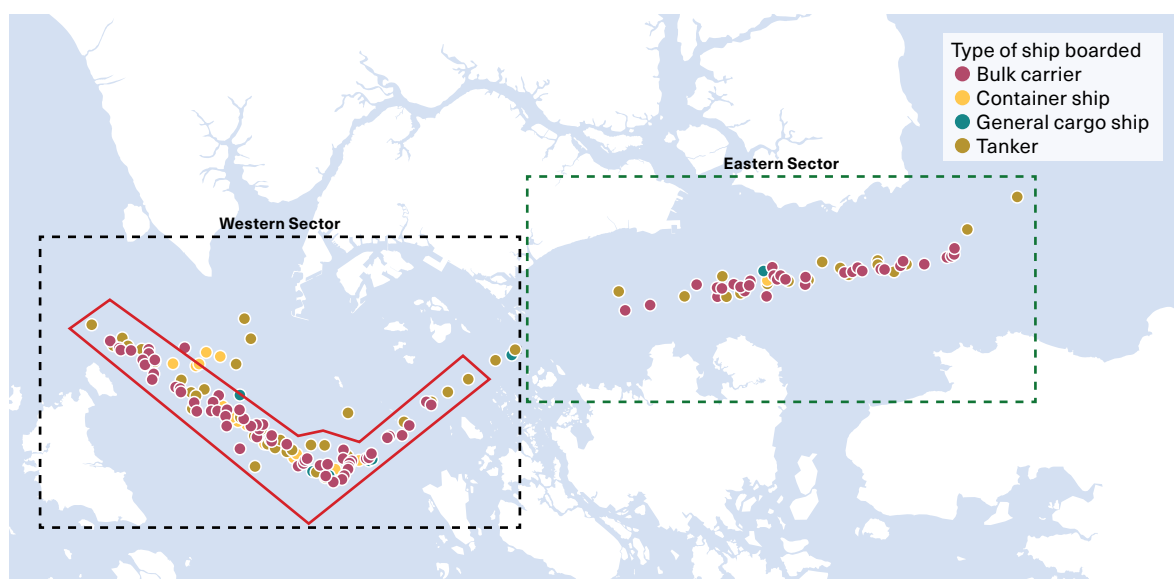 Type of ship boarded
Bulk carrier
Container ship
General cargo ship
Tanker
Eastern Sector
Western Sector